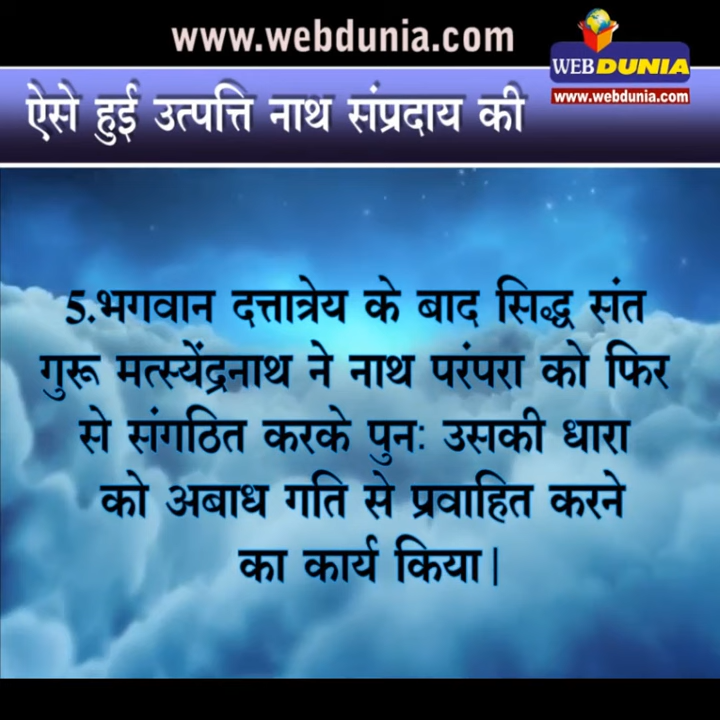 www.webdunia.com
WEBDUNIA
www.webdunia.com
ऐसे हुई उत्पत्ति नाथ संप्रदाय की
5.भगवान दत्तात्रेय के बाद सिद्ध संत
गुरू मत्स्येंद्रनाथ ने नाथ परंपरा को फिर
से संगठित करके पुनः उसकी धारा
को अबाध गति से प्रवाहित करने
का कार्य किया|